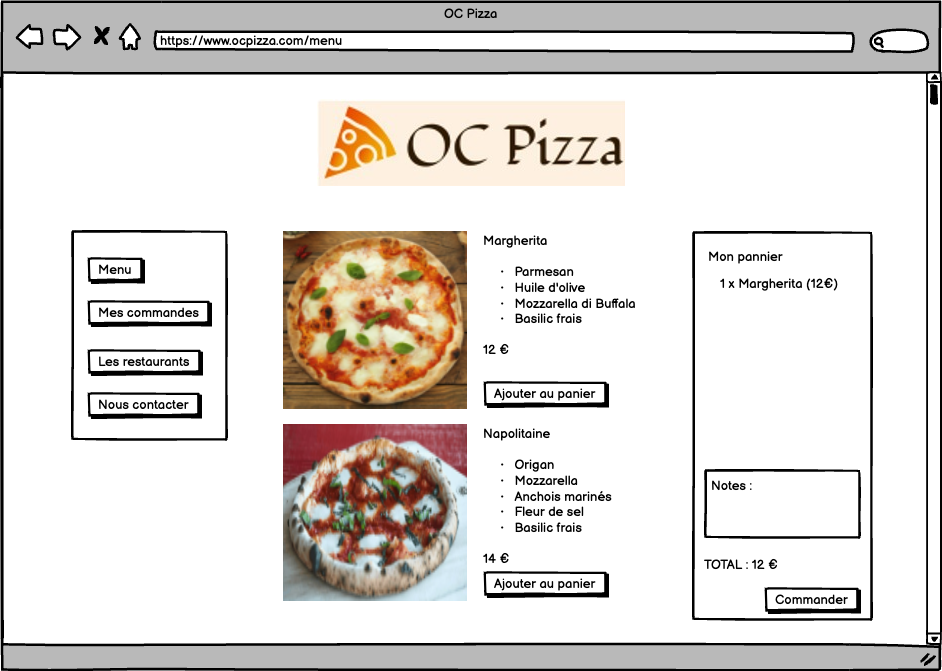 OC Pizza
https://www.ocpizza.com/menu
OC Pizza
Menu
Mes commandes
Les restaurants
Nous contacter
Margherita
· Parmesan
· Huile d'olive
· Mozzarella di Buffala
· Basilic frais
12 €
Ajouter au panier
Napolitaine
· Origan
· Mozzarella
· Anchois marinés
· Fleur de sel
· Basilic frais
14 €
Ajouter au panier
Mon pannier
1 x Margherita (12€)
Notes :
TOTAL : 12 €
Commander